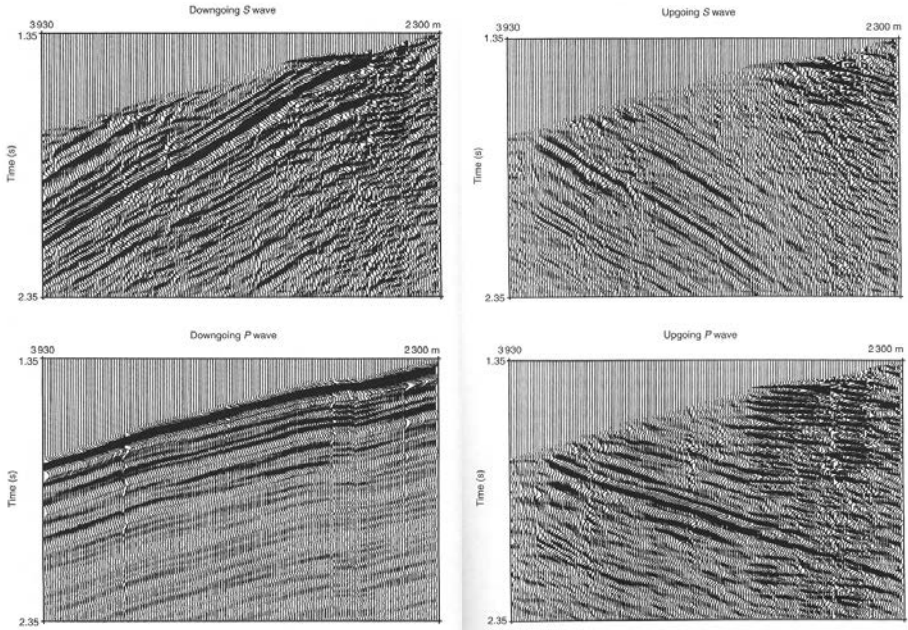 Downgoing S wave
3930
2300 m
1.35
Time (s)
2.35
Upgoing S wave
3930
2300 m
1.35
Time (s)
2.35
Downgoing P wave
3930
2300 m
1.35
Time (s)
2.35
Upgoing P wave
3930
2300 m
1.35
Time (s)
2.35